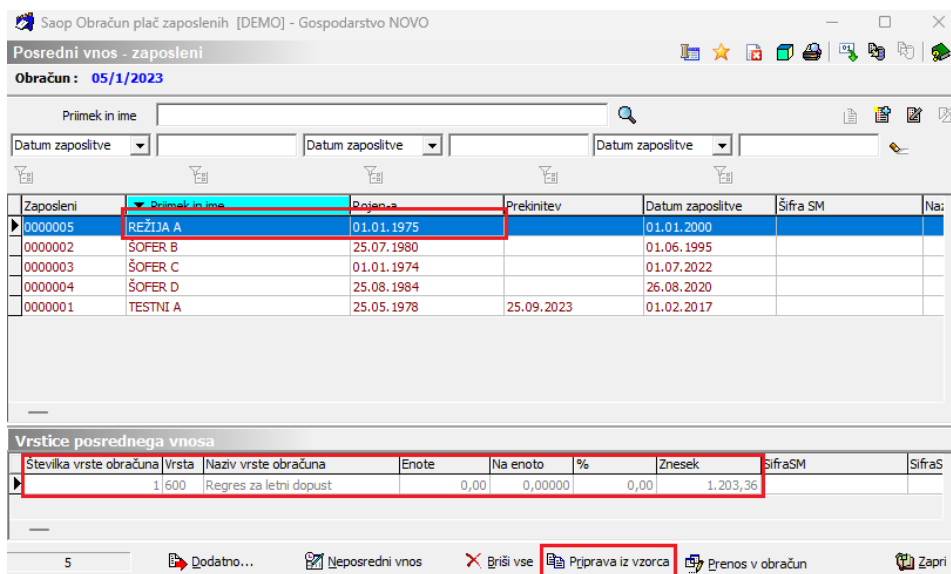 Saop Obračun plač zaposlenih [DEMO] - Gospodarstvo NOVO
Posredni vnos - zaposleni
Obračun : 05/1/2023
Priimek in ime
Datum zaposlitve Datum zaposlitve Datum zaposlitve
Zaposleni Priimek in ime Rojen-a Prekinitev Datum zaposlitve Šifra SM Naz
0000005 REŽIJA A 01.01.1975 01.01.2000
0000002 ŠOFER B 25.07.1980 01.06.1995
0000003 ŠOFER C 01.01.1974 01.07.2022
0000004 ŠOFER D 25.08.1984 26.08.2020
0000001 TESTNI A 25.05.1978 25.09.2023 01.02.2017
Vrstice posrednega vnosa
Številka vrste obračuna Vrsta Naziv vrste obračuna Enote Na enoto % Znesek SifraSM SifraS
1 600 Regres za letni dopust 0,00 0,00000 0,00 1.203,36
5 Dodatno... Neposredni vnos Briši vse Priprava iz vzorca Prenos v obračun Zapri